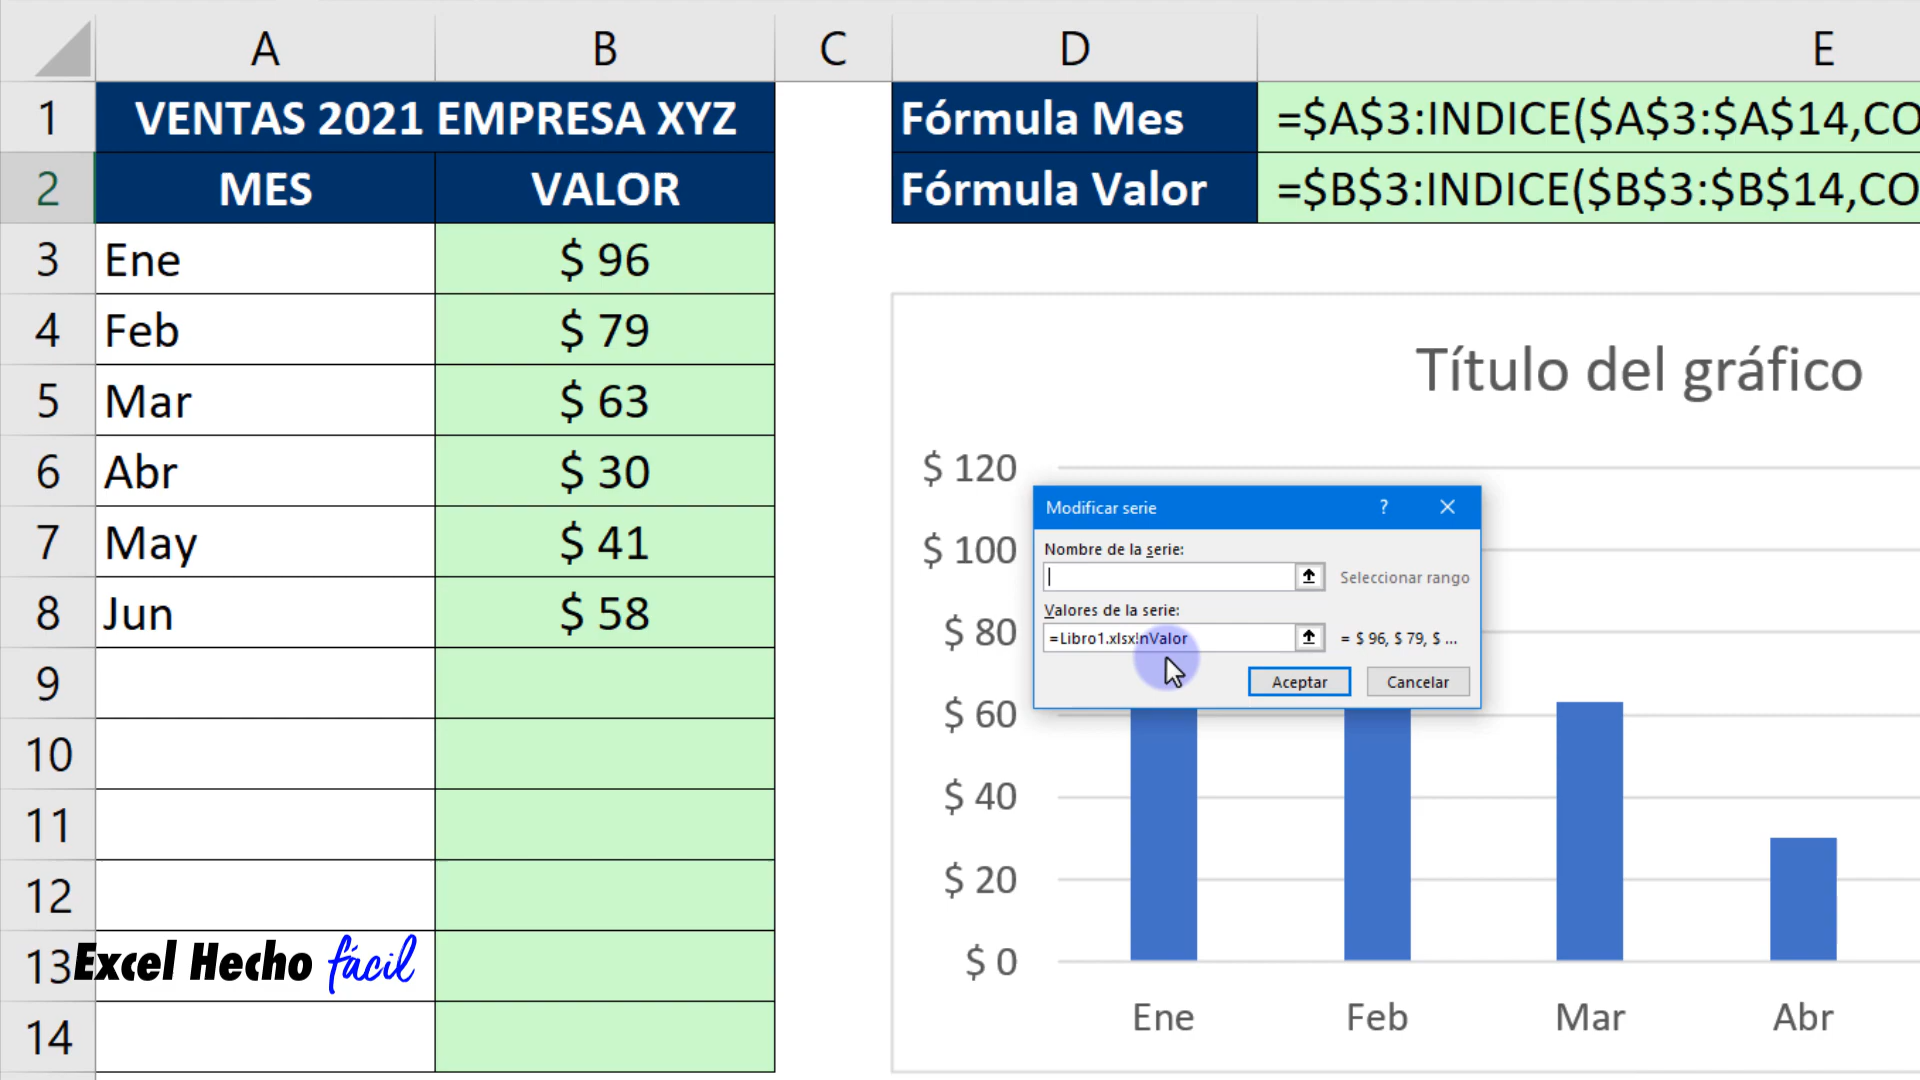 A B C D E
1 VENTAS 2021 EMPRESA XYZ Fórmula Mes =$A$3:INDICE($A$3:$A$14,CO
2 MES VALOR Fórmula Valor =$B$3:INDICE($B$3:$B$14,CO
3 Ene $ 96
4 Feb $ 79
5 Mar $ 63
6 Abr $ 30
7 May $ 41
8 Jun $ 58
9
10
11
12
13
14
Excel Hecho fácil
Título del gráfico
$ 120
$ 100
$ 80
$ 60
$ 40
$ 20
$ 0
Ene Feb Mar Abr
Modificar serie ?
Nombre de la serie:
Seleccionar rango
Valores de la serie:
=Libro1.xlsx!nValor = $ 96, $ 79, $ ...
Aceptar Cancelar